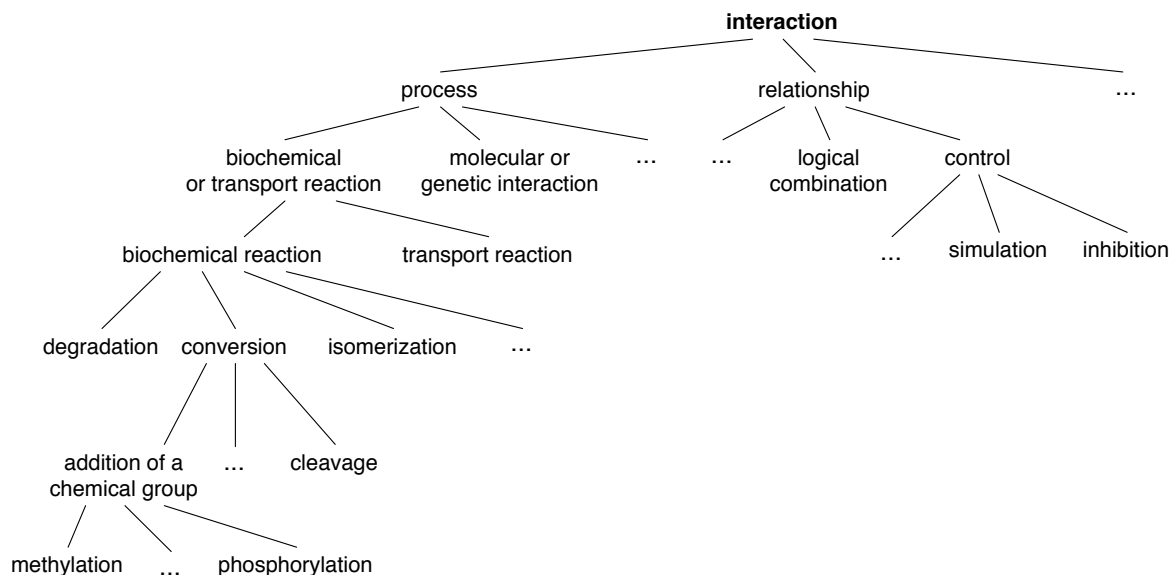 interaction
process relationship ...
biochemical molecular or ... ... logical control
or transport reaction genetic interaction combination
biochemical reaction transport reaction ... simulation inhibition
degradation conversion isomerization ...
addition of a ... cleavage
chemical group
methylation ... phosphorylation